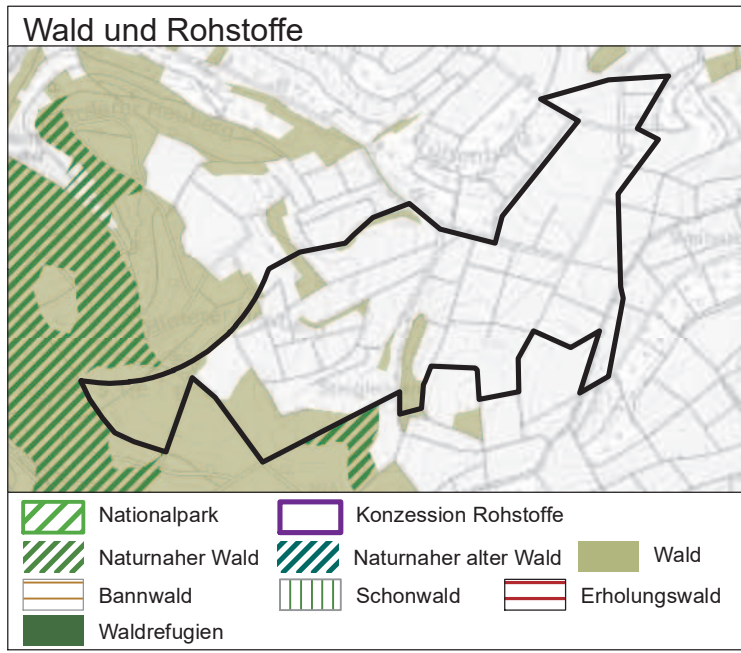 Wald und Rohstoffe
Nationalpark
Konzession Rohstoffe
Naturnaher Wald
Naturnaher alter Wald
Wald
Bannwald
Schonwald
Erholungswald
Waldrefugien